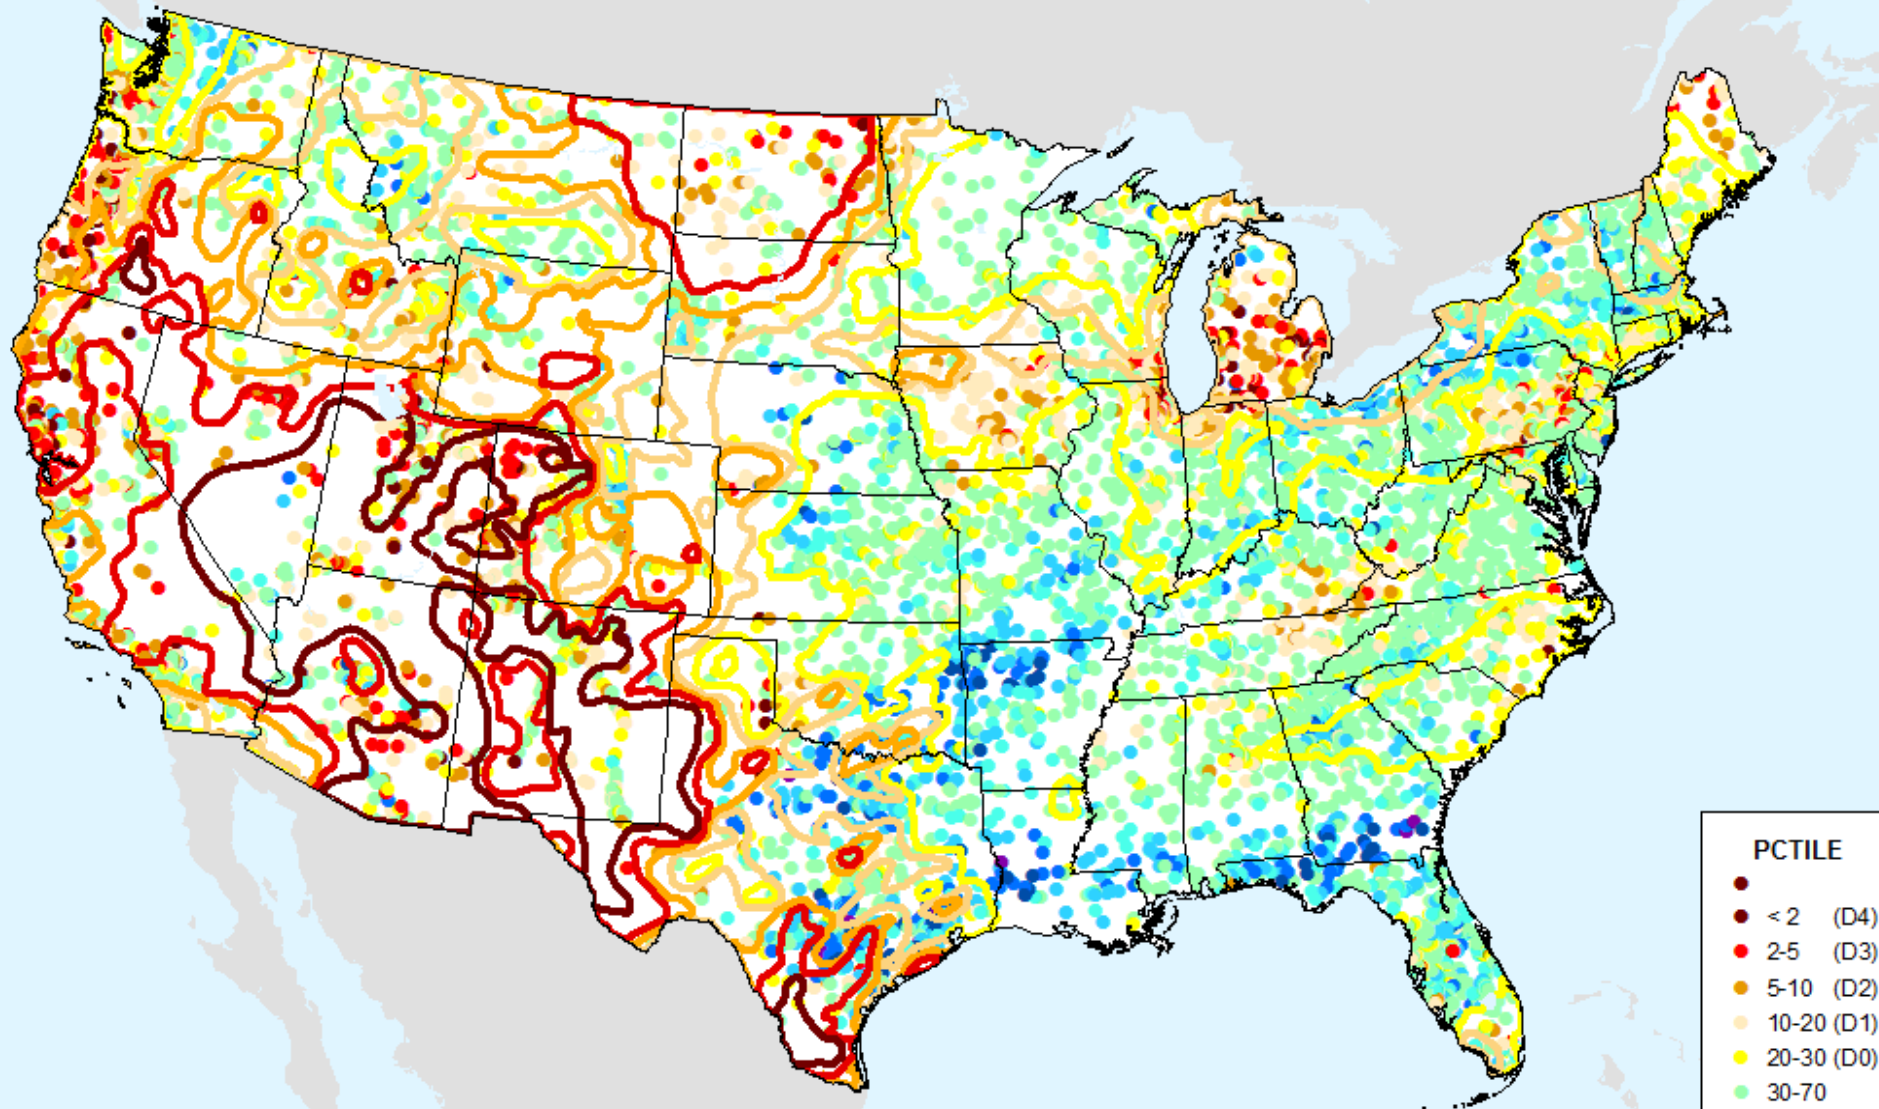 PCTILE
< 2 (D4)
2-5 (D3)
5-10 (D2)
10-20 (D1)
20-30 (D0)
30-70